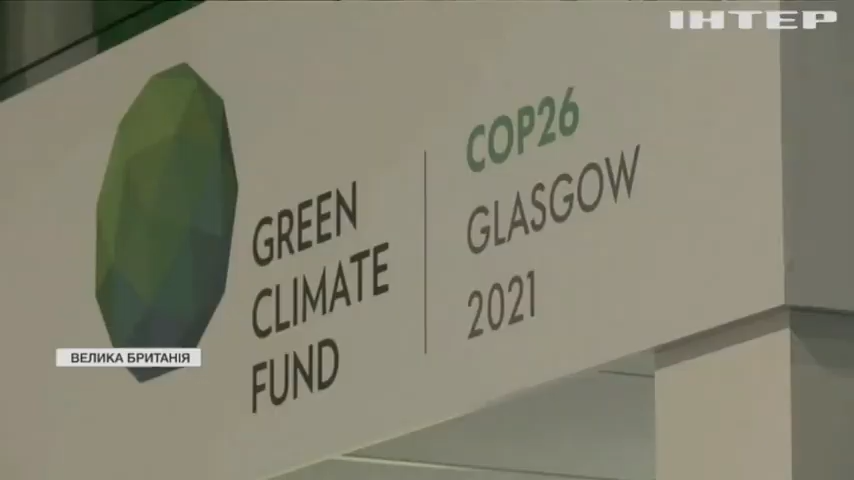 ІНТЕР
GREEN
CLIMATE
FUND
COP26
GLASGOW
2021
ВЕЛИКА БРИТАНІЯ